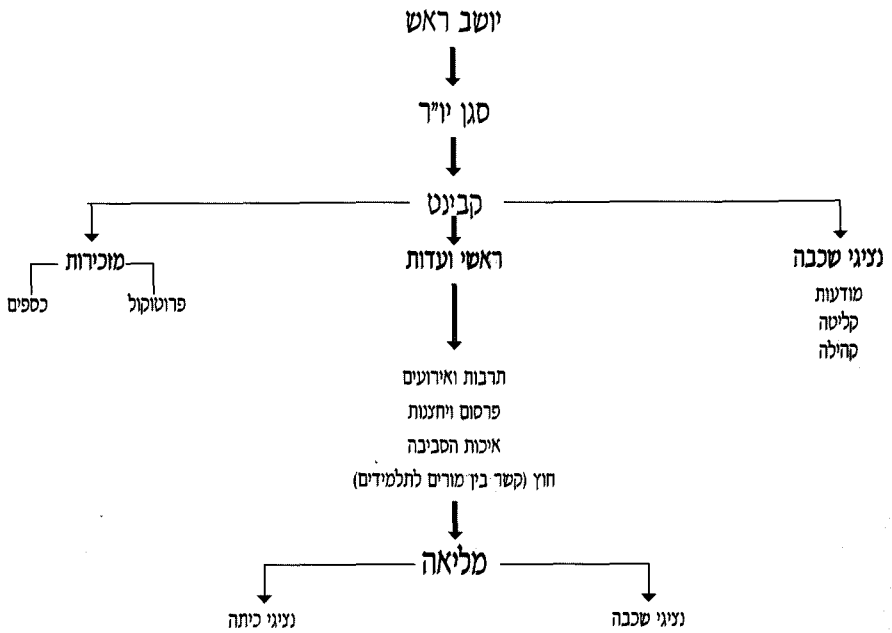 יושב ראש
סגן יו"ר
קבינט
נציגי שכבה
ראשי ועדות
מזכירות
מודעות
קליטה
קהילה
פרוטוקול
כספים
תרבות ואירועים
פרסום ויחצנות
איכות הסביבה
חוץ (קשר בין מורים לתלמידים)
מליאה
נציגי שכבה
נציגי כיתה